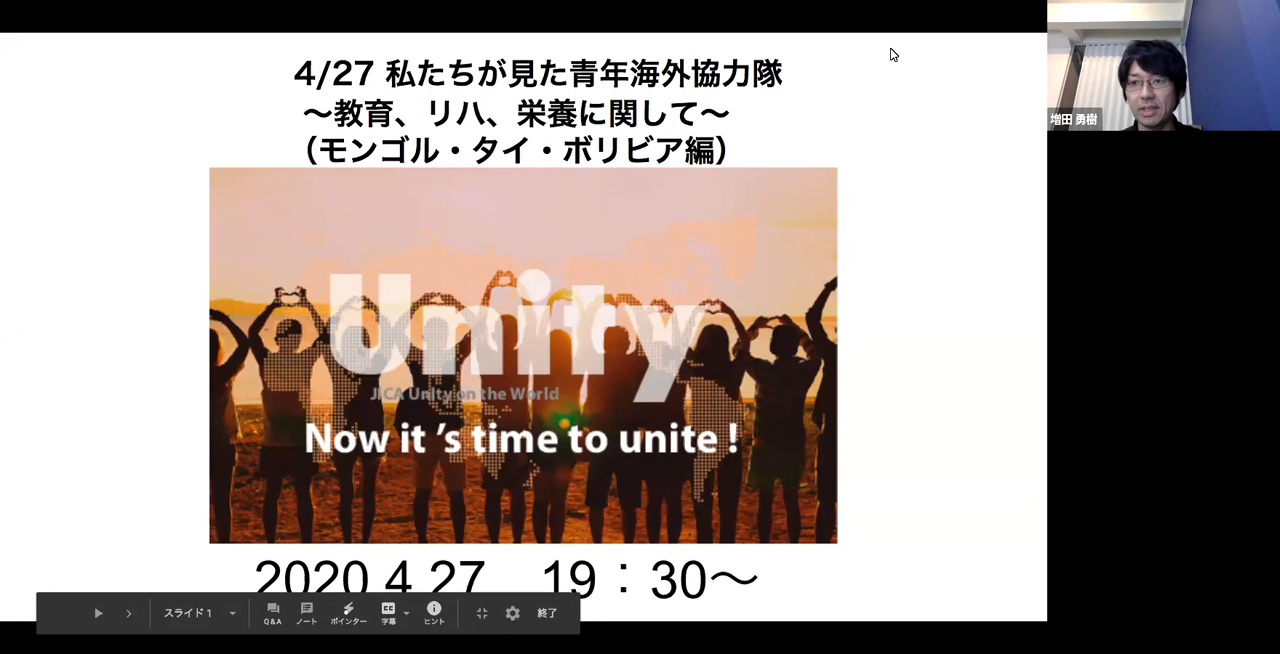 4/27 私たちが見た青年海外協力隊
～教育、リハ、栄養に関して～
（モンゴル・タイ・ボリビア編）
増田 勇樹
Unity
JICA Unity on the World
Now it 's time to unite !
2020 4 27 19：30～
スライド 1
Q&A
ノート
ポインター
CC
字幕
ヒント
終了